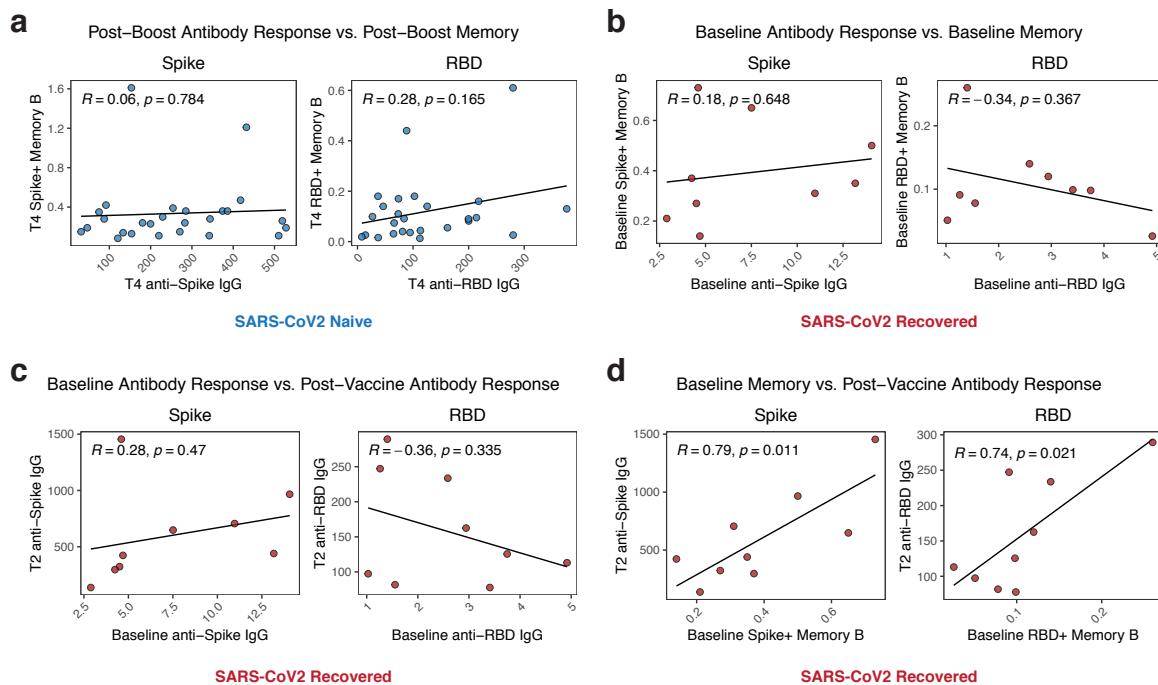 a
Post−Boost Antibody Response vs. Post−Boost Memory
Spike
R = 0.06, p = 0.784
T4 Spike+ Memory B
1.6
1.2
0.8
0.4
100
200
300
400
500
T4 anti−Spike IgG
RBD
R = 0.28, p = 0.165
T4 RBD+ Memory B
0.6
0.4
0.2
0.0
0
100
200
300
T4 anti−RBD IgG
SARS-CoV2 Naive
b
Baseline Antibody Response vs. Baseline Memory
Spike
R = 0.18, p = 0.648
Baseline Spike+ Memory B
0.6
0.4
0.2
2.5
5.0
7.5
10.0
12.5
Baseline anti−Spike IgG
RBD
R = −0.34, p = 0.367
Baseline RBD+ Memory B
0.2
0.1
1
2
3
4
5
Baseline anti−RBD IgG
SARS-CoV2 Recovered
c
Baseline Antibody Response vs. Post−Vaccine Antibody Response
Spike
R = 0.28, p = 0.47
T2 anti−Spike IgG
1500
1000
500
2.5
5.0
7.5
10.0
12.5
Baseline anti−Spike IgG
RBD
R = −0.36, p = 0.335
T2 anti−RBD IgG
250
200
150
100
1
2
3
4
5
Baseline anti−RBD IgG
SARS-CoV2 Recovered
d
Baseline Memory vs. Post−Vaccine Antibody Response
Spike
R = 0.79, p = 0.011
T2 anti−Spike IgG
1500
1000
500
0.2
0.4
0.6
Baseline Spike+ Memory B
RBD
R = 0.74, p = 0.021
T2 anti−RBD IgG
300
250
200
150
100
0.1
0.2
Baseline RBD+ Memory B
SARS-CoV2 Recovered